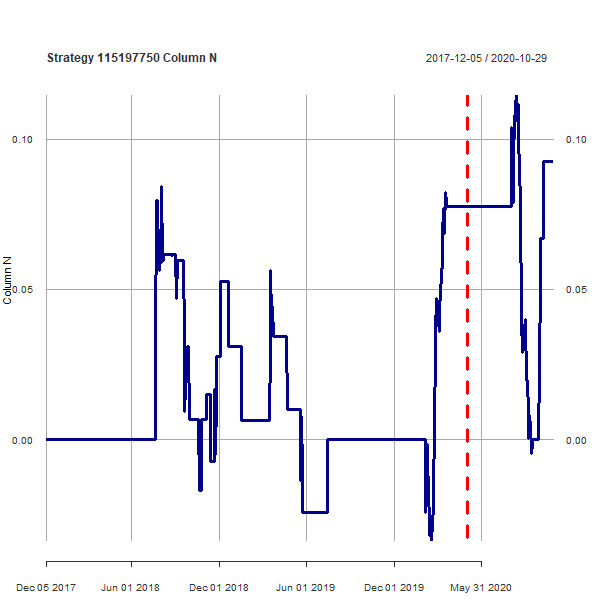 Strategy 115197750 Column N
2017-12-05 / 2020-10-29
0.10
0.10
0.05
0.05
0.00
0.00
Column N
Dec 05 2017
Jun 01 2018
Dec 01 2018
Jun 01 2019
Dec 01 2019
May 31 2020